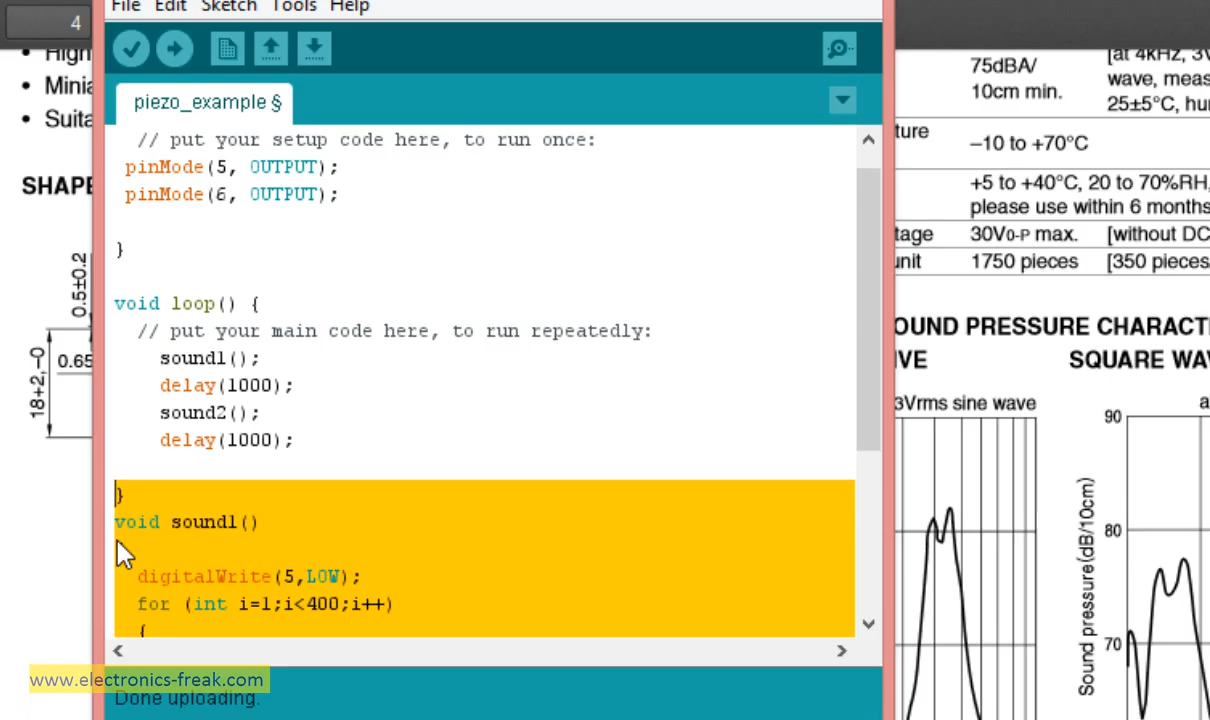 File Edit Sketch Tools Help
4
piezo_example §
// put your setup code here, to run once:
pinMode(5, OUTPUT);
pinMode(6, OUTPUT);
}
void loop() {
// put your main code here, to run repeatedly:
sound1();
delay(1000);
sound2();
delay(1000);
}
void sound1()
digitalWrite(5,LOW);
for (int i=1;i<400;i++)
{
Done uploading.
www.electronics-freak.com
• High
• Minia
• Suita
SHAPE
0.5±0.2
18+2,–0
0.65
75dBA/
10cm min.
[at 4kHz, 3V
wave, meas
25±5°C, hu
ture
–10 to +70°C
+5 to +40°C, 20 to 70%RH,
please use within 6 months
tage
30V0-P max.
[without DC
unit
1750 pieces
[350 pieces
OUND PRESSURE CHARACT
IVE
SQUARE WA
3Vrms sine wave
a
90
80
70
Sound pressure(dB/10cm)